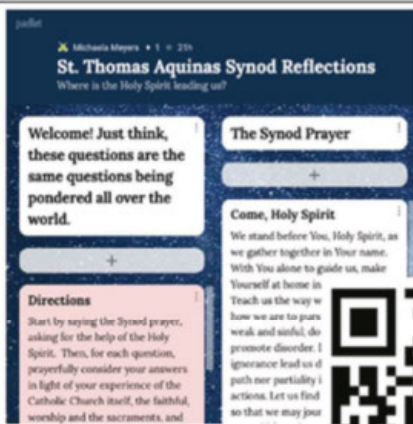 padlet
Michaela Meyers • 1 • 21h
St. Thomas Aquinas Synod Reflections
Where is the Holy Spirit leading us?
Welcome! Just think,
these questions are the
same questions being
pondered all over the
world.
+
Directions
Start by saying the Synod prayer,
asking for the help of the Holy
Spirit. Then, for each question,
prayerfully consider your answers
in light of your experience of the
Catholic Church itself, the faithful,
worship and the sacraments, and
The Synod Prayer
+
Come, Holy Spirit
We stand before You, Holy Spirit, as
we gather together in Your name.
With You alone to guide us, make
Yourself at home in
Teach us the way w
how we are to purs
weak and sinful; do
promote disorder. I
ignorance lead us d
path nor partiality i
actions. Let us find
so that we may jour